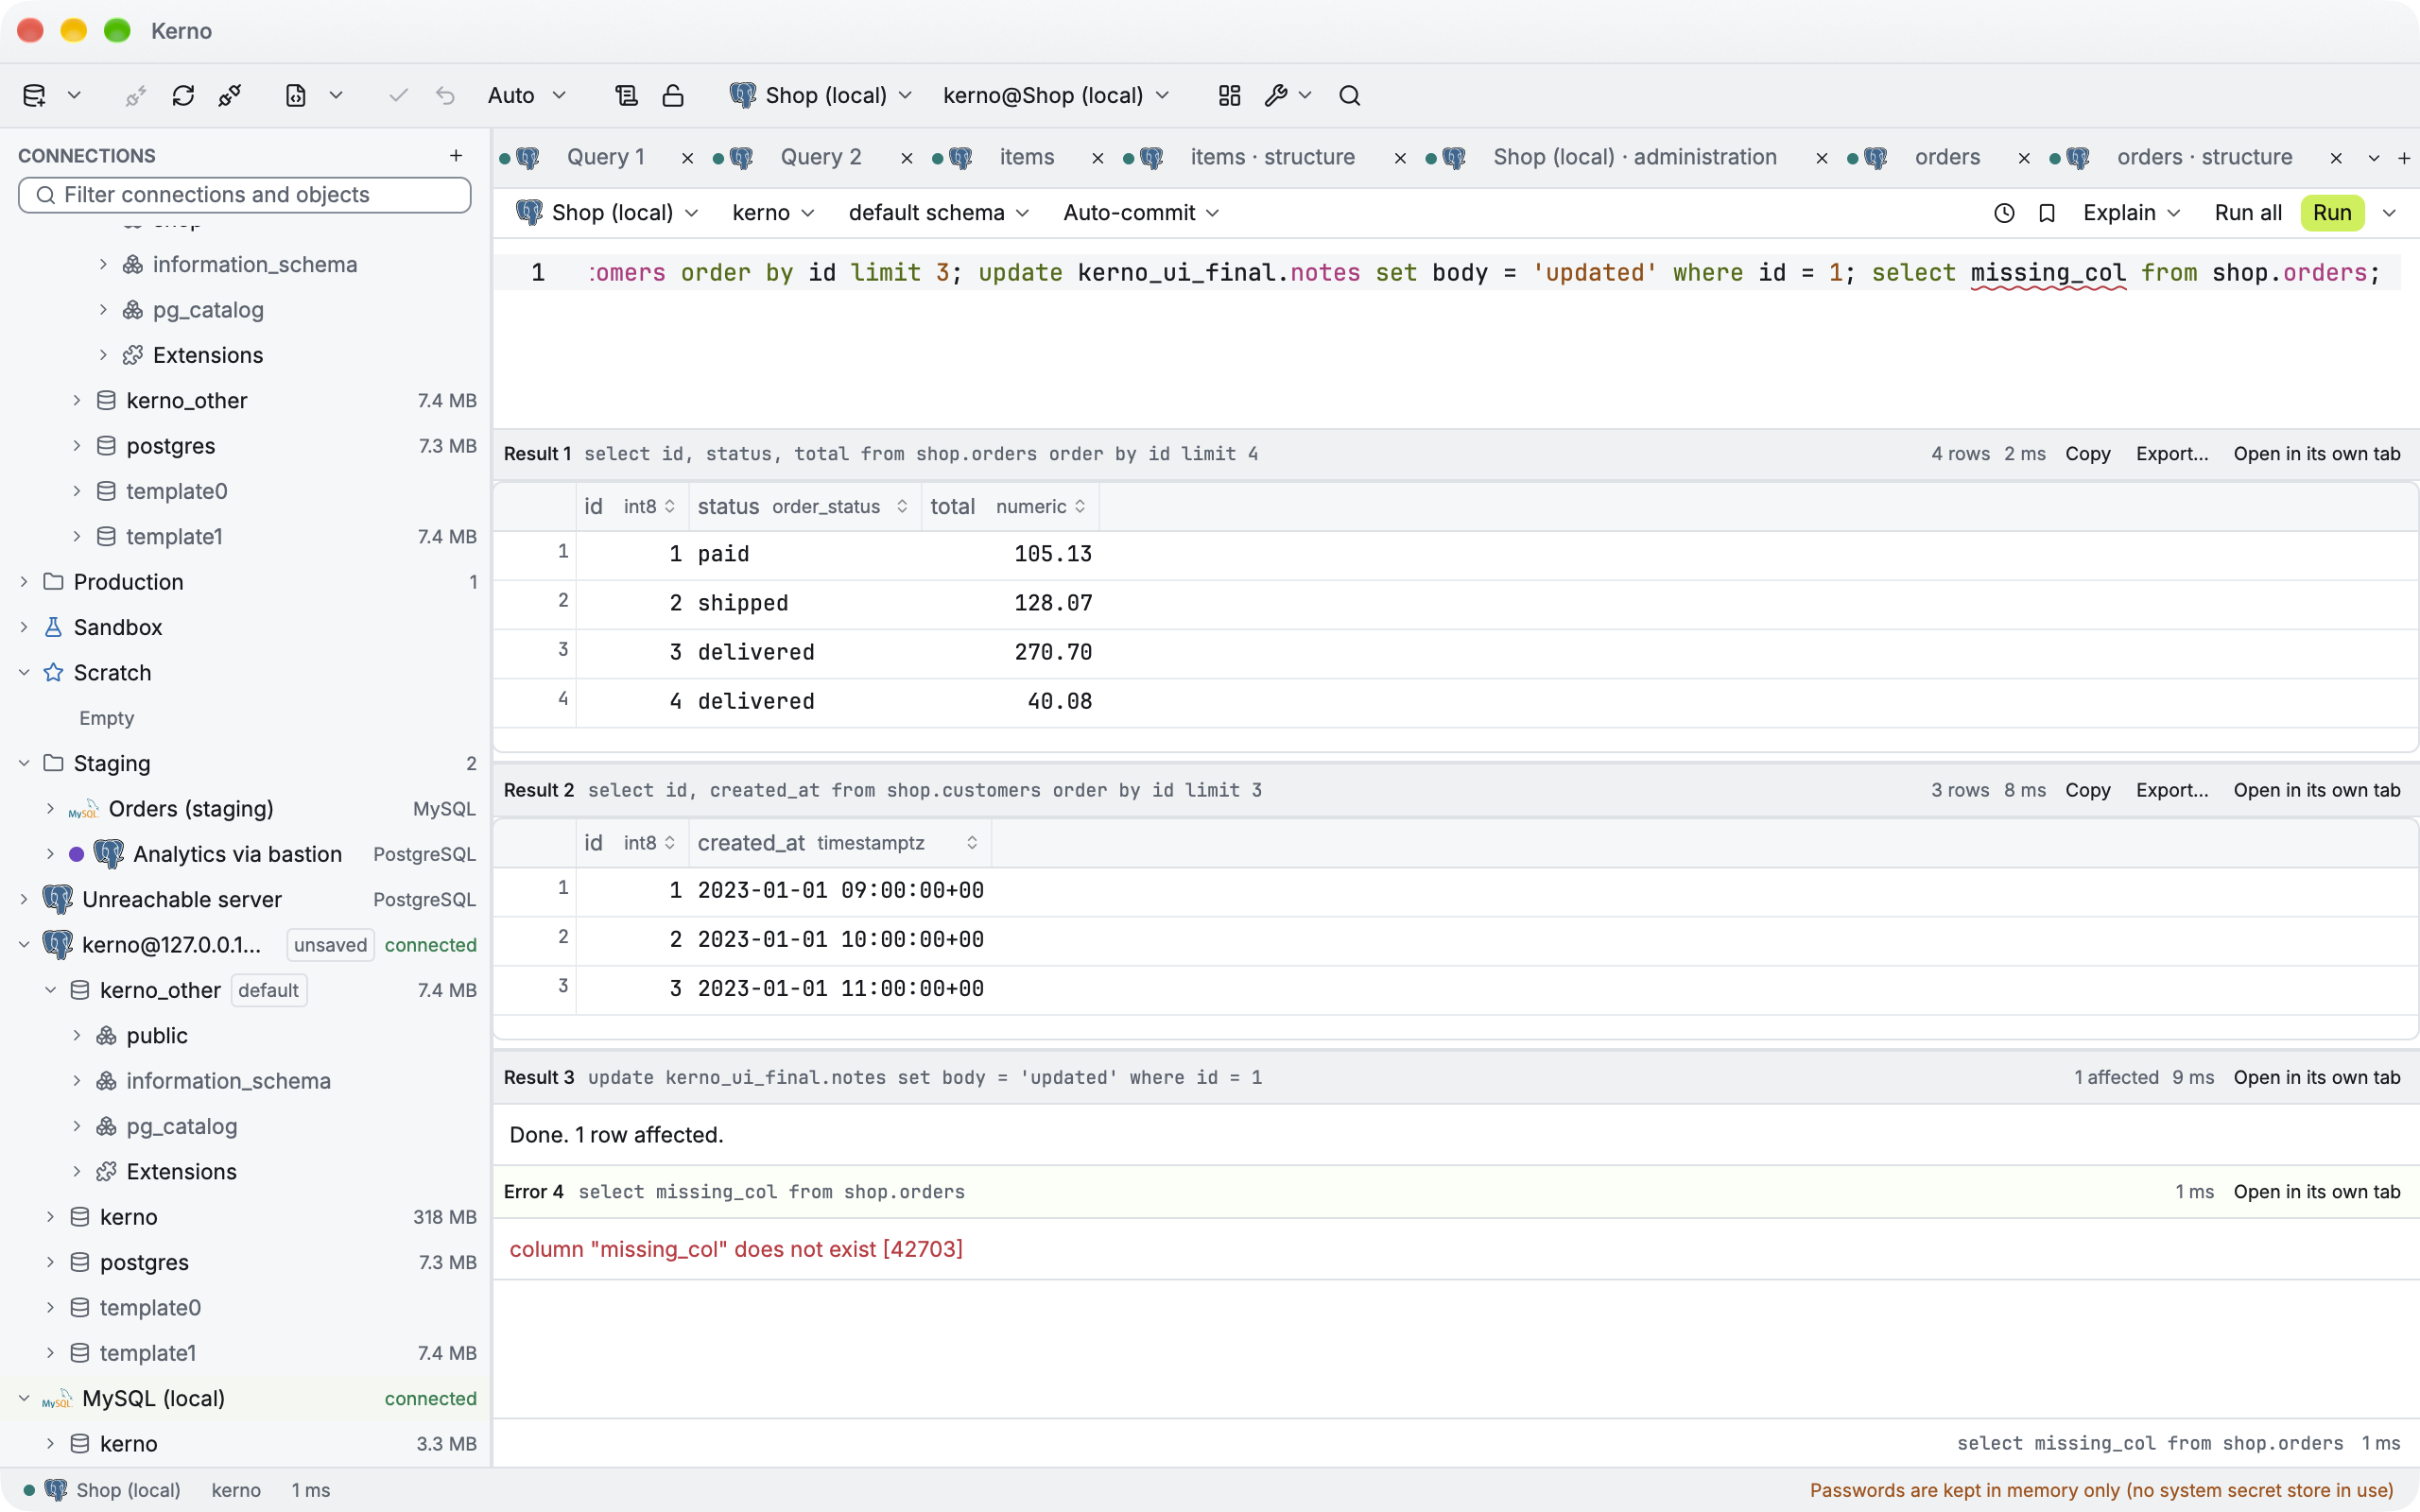 Kerno
Auto
Shop (local)
kerno@Shop (local)
CONNECTIONS
Filter connections and objects
information_schema
pg_catalog
Extensions
kerno_other 7.4 MB
postgres 7.3 MB
template0
template1 7.4 MB
Production 1
Sandbox
Scratch
Empty
Staging 2
MySQL Orders (staging) MySQL
Analytics via bastion PostgreSQL
Unreachable server PostgreSQL
kerno@127.0.0.1... unsaved connected
kerno_other default 7.4 MB
public
information_schema
pg_catalog
Extensions
kerno 318 MB
postgres 7.3 MB
template0
template1 7.4 MB
MySQL MySQL (local) connected
kerno 3.3 MB
Query 1 Query 2 items items · structure Shop (local) · administration orders orders · structure
Shop (local) kerno default schema Auto-commit Explain Run all Run
1 omers order by id limit 3; update kerno_ui_final.notes set body = 'updated' where id = 1; select missing_col from shop.orders;
Result 1 select id, status, total from shop.orders order by id limit 4 4 rows 2 ms Copy Export... Open in its own tab
id int8 status order_status total numeric
1 1 paid 105.13
2 2 shipped 128.07
3 3 delivered 270.70
4 4 delivered 40.08
Result 2 select id, created_at from shop.customers order by id limit 3 3 rows 8 ms Copy Export... Open in its own tab
id int8 created_at timestamptz
1 1 2023-01-01 09:00:00+00
2 2 2023-01-01 10:00:00+00
3 3 2023-01-01 11:00:00+00
Result 3 update kerno_ui_final.notes set body = 'updated' where id = 1 1 affected 9 ms Open in its own tab
Done. 1 row affected.
Error 4 select missing_col from shop.orders 1 ms Open in its own tab
column "missing_col" does not exist [42703]
select missing_col from shop.orders 1 ms
Shop (local) kerno 1 ms Passwords are kept in memory only (no system secret store in use)